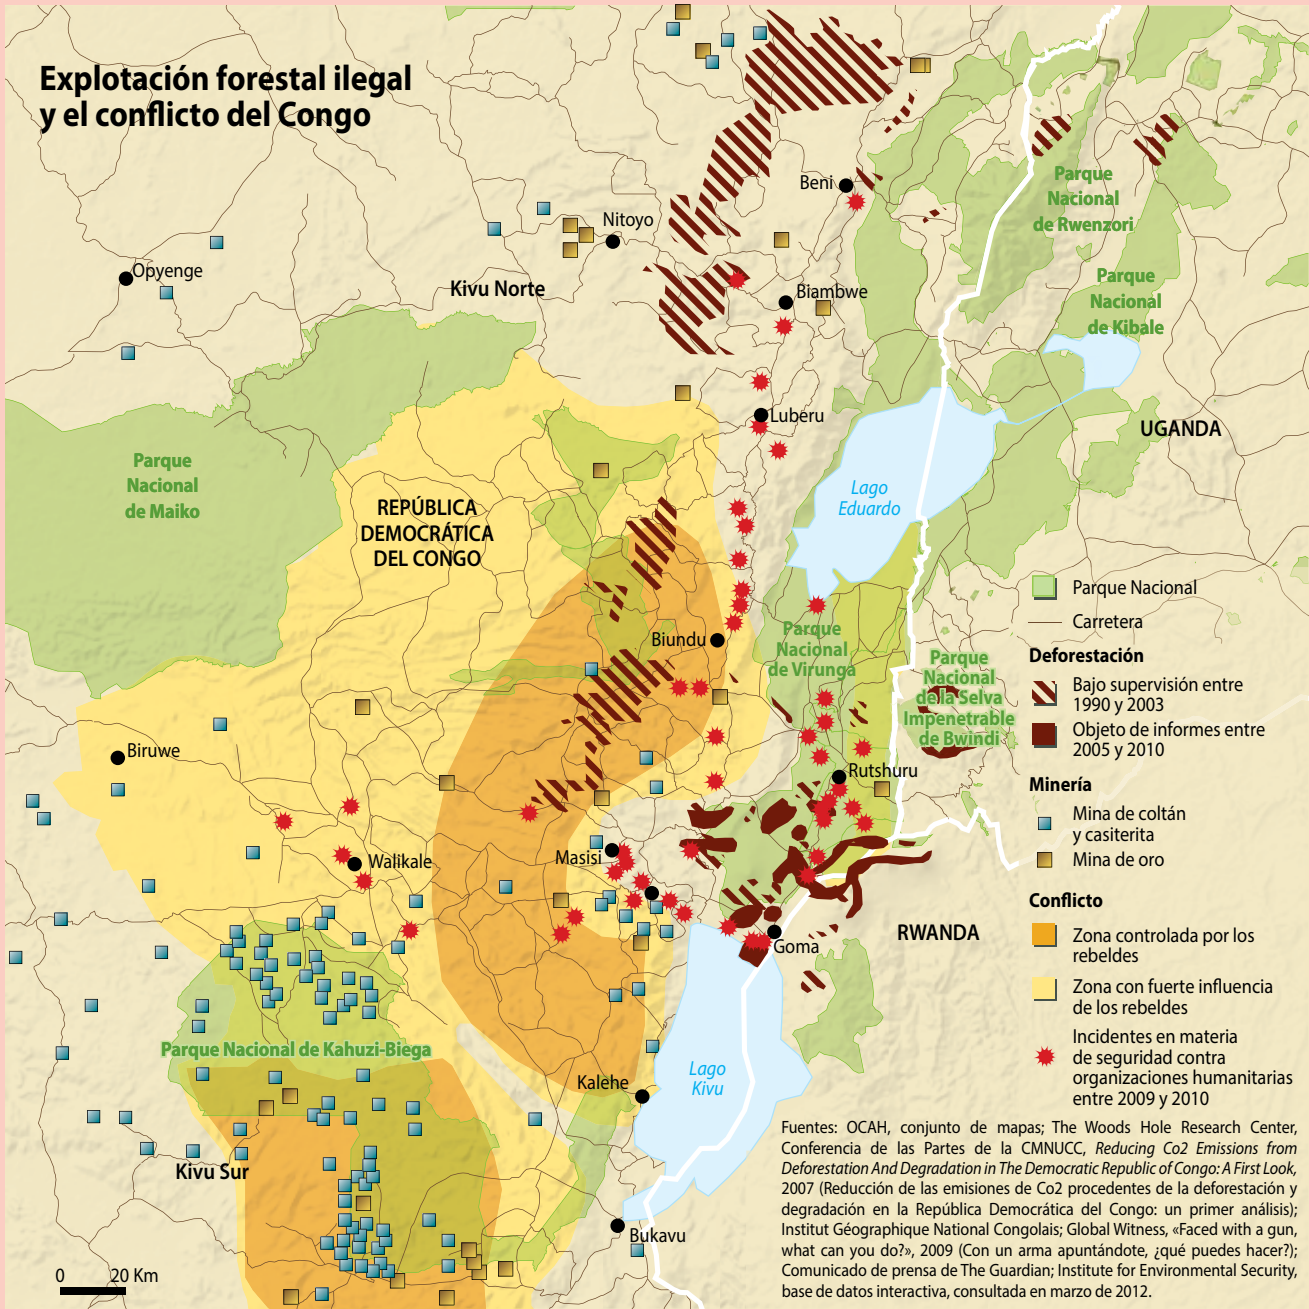 Explotación forestal ilegal
y el conflicto del Congo
Beni
Parque
Nacional
de Rwenzori
Nitoyo
Opyenge
Kivu Norte
Biambwe
Parque
Nacional
de Kibale
Luberu
UGANDA
Parque
Nacional
de Maiko
REPÚBLICA
DEMOCRÁTICA
DEL CONGO
Lago
Eduardo
Biundu
Parque
Nacional
de Virunga
Parque
Nacional
de la Selva
Impenetrable
de Bwindi
Biruwe
Rutshuru
Masisi
Walikale
Goma
RWANDA
Parque Nacional de Kahuzi-Biega
Lago
Kivu
Kalehe
Kivu Sur
Bukavu
0 20 Km
Parque Nacional
Carretera
Deforestación
Bajo supervisión entre
1990 y 2003
Objeto de informes entre
2005 y 2010
Minería
Mina de coltán
y casiterita
Mina de oro
Conflicto
Zona controlada por los
rebeldes
Zona con fuerte influencia
de los rebeldes
Incidentes en materia
de seguridad contra
organizaciones humanitarias
entre 2009 y 2010
Fuentes: OCAH, conjunto de mapas; The Woods Hole Research Center,
Conferencia de las Partes de la CMNUCC, Reducing Co2 Emissions from
Deforestation And Degradation in The Democratic Republic of Congo: A First Look,
2007 (Reducción de las emisiones de Co2 procedentes de la deforestación y
degradación en la República Democrática del Congo: un primer análisis);
Institut Géographique National Congolais; Global Witness, «Faced with a gun,
what can you do?», 2009 (Con un arma apuntándote, ¿qué puedes hacer?);
Comunicado de prensa de The Guardian; Institute for Environmental Security,
base de datos interactiva, consultada en marzo de 2012.